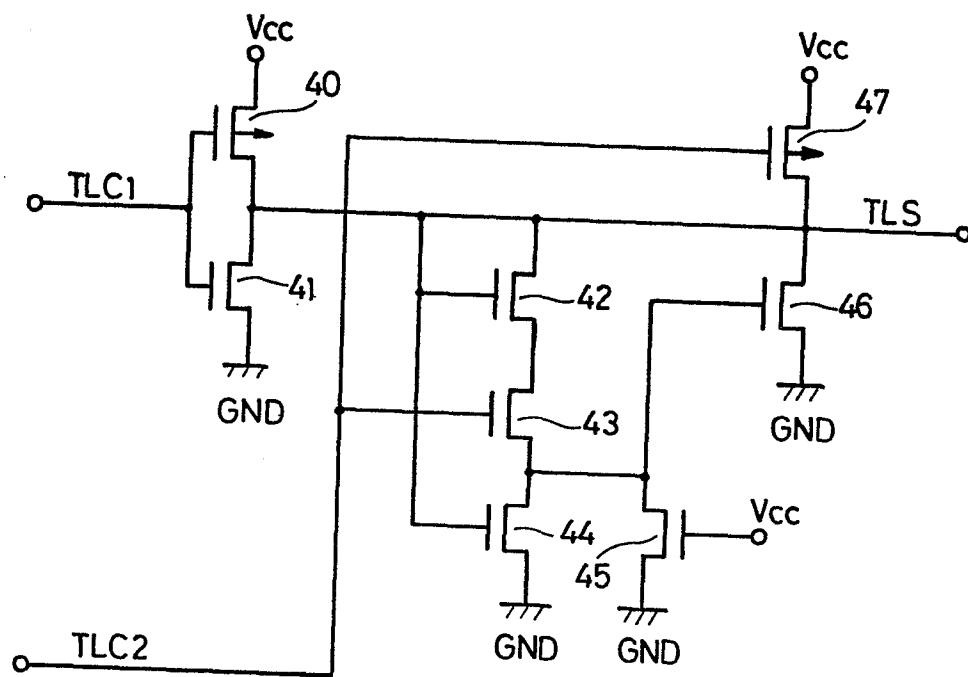 Vcc
40
Vcc
47
TLC1
TLS
41
42
46
GND
43
GND
Vcc
44
45
GND
GND
TLC2